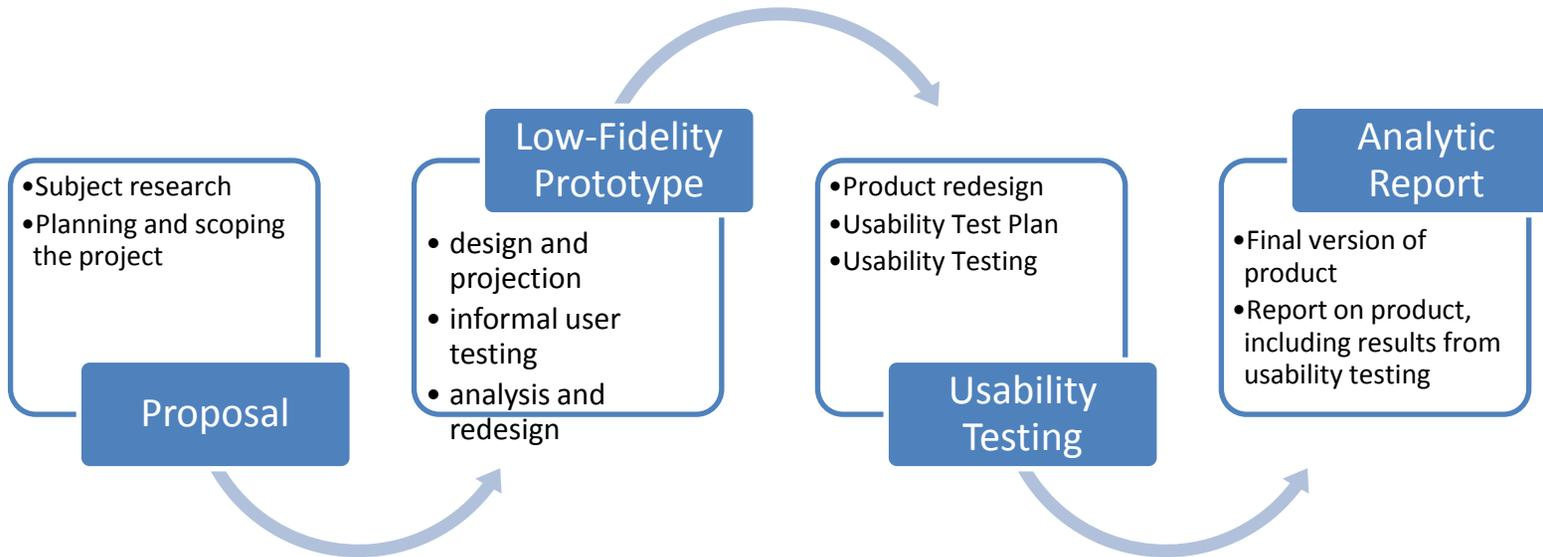 •Subject research
•Planning and scoping
the project
Proposal
Low-Fidelity
Prototype
• design and
projection
• informal user
testing
• analysis and
redesign
•Product redesign
•Usability Test Plan
•Usability Testing
Usability
Testing
Analytic
Report
•Final version of
product
•Report on product,
including results from
usability testing